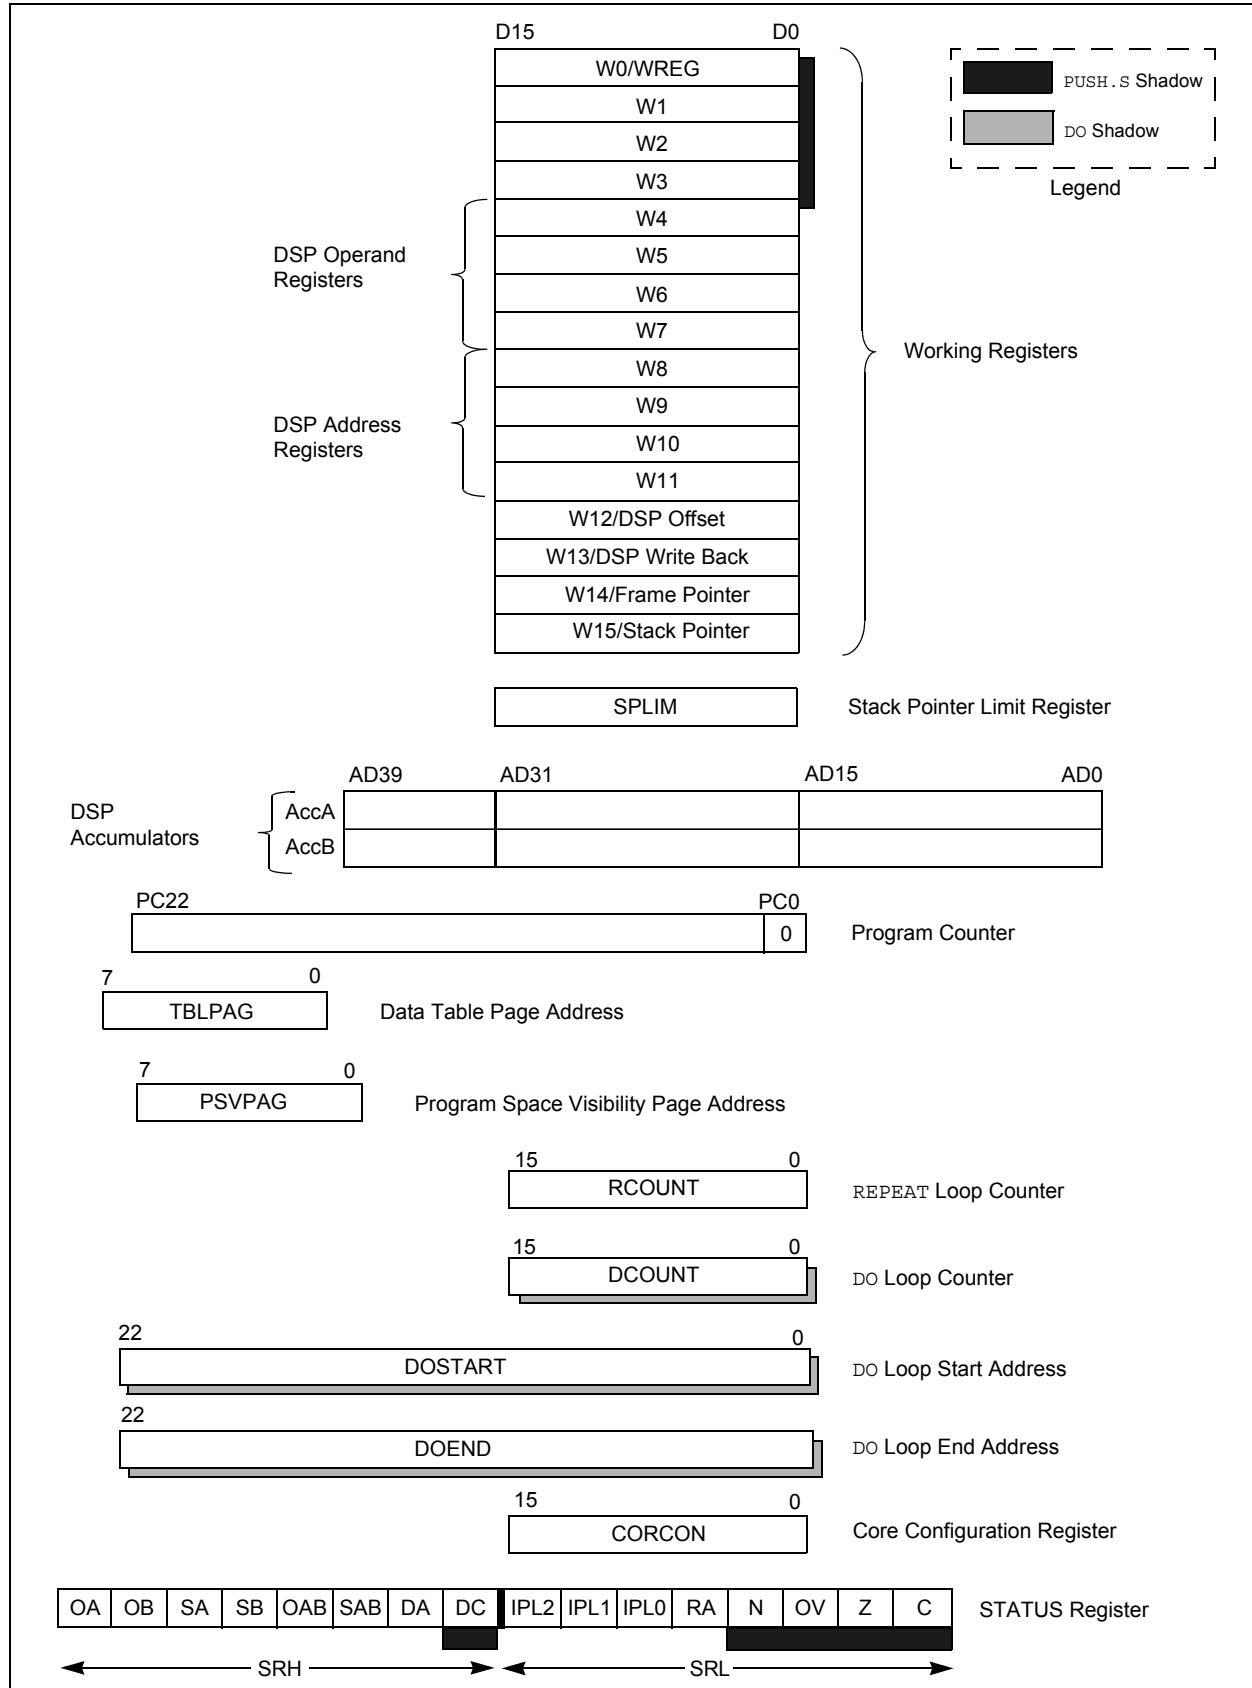 D15 D0
W0/WREG
PUSH.S Shadow
W1
DO Shadow
W2
W3
Legend
W4
DSP Operand
Registers
W5
W6
W7
Working Registers
W8
W9
DSP Address
Registers
W10
W11
W12/DSP Offset
W13/DSP Write Back
W14/Frame Pointer
W15/Stack Pointer
SPLIM Stack Pointer Limit Register
AD39 AD31 AD15 AD0
DSP
Accumulators
AccA
AccB
PC22 PC0
0 Program Counter
7 0
TBLPAG Data Table Page Address
7 0
PSVPAG Program Space Visibility Page Address
15 0
RCOUNT REPEAT Loop Counter
15 0
DCOUNT DO Loop Counter
22 0
DOSTART DO Loop Start Address
22
DOEND DO Loop End Address
15 0
CORCON Core Configuration Register
OA OB SA SB OAB SAB DA DC IPL2 IPL1 IPL0 RA N OV Z C STATUS Register
SRH SRL